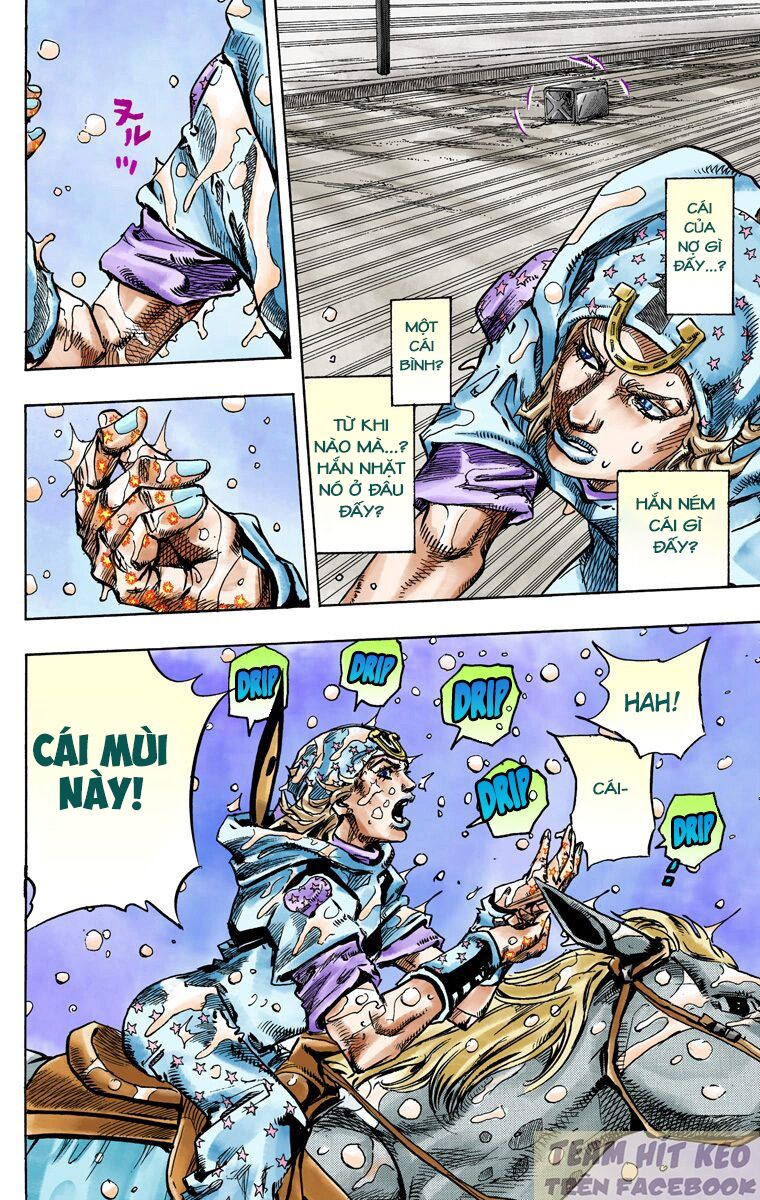 CÁI
CỦA
NỢ GÌ
ĐẤY...?
MỘT
CÁI
BÌNH?
TỪ KHI
NÀO MÀ...?
HẮN NHẶT
NÓ Ở ĐÂU
ĐẤY?
HẮN NÉM
CÁI GÌ
ĐẤY?
ヌルッ
HAH!
CÁI-
DRIP
DRIP
DRIP
DRIP
DRIP
CÁI MÙI
NÀY!
TEAM HÍT KEO
TRÊN FACEBOOK